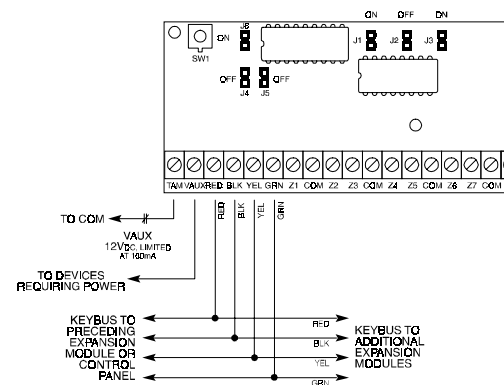 ON OFF ON
J6
ON
SW1
J1 J2 J3
OFF OFF
J4 J5
TAM VAUX RED BLK YEL GRN Z1 COM Z2 Z3 COM Z4 Z5 COM Z6 Z7 COM
RED BLK YEL GRN
TO COM
VAUX
12VDC, LIMITED
AT 160mA
TO DEVICES
REQUIRING POWER
KEYBUS TO
PRECEDING
EXPANSION
MODULE OR
CONTROL
PANEL
RED
BLK
YEL
GRN
KEYBUS TO
ADDITIONAL
EXPANSION
MODULES